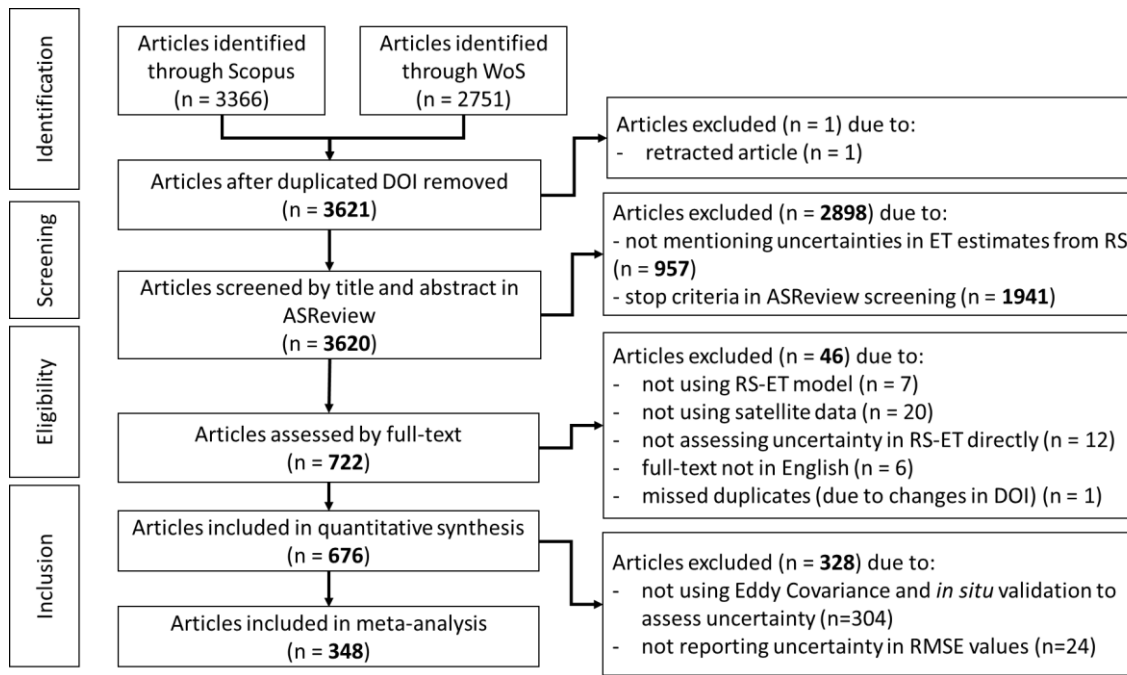 Identification
Articles identified
through Scopus
(n = 3366)
Articles identified
through WoS
(n = 2751)
Articles excluded (n = 1) due to:
- retracted article (n = 1)
Articles after duplicated DOI removed
(n = 3621)
Screening
Articles excluded (n = 2898) due to:
- not mentioning uncertainties in ET estimates from RS
(n = 957)
- stop criteria in ASReview screening (n = 1941)
Articles screened by title and abstract in
ASReview
(n = 3620)
Eligibility
Articles excluded (n = 46) due to:
- not using RS-ET model (n = 7)
- not using satellite data (n = 20)
- not assessing uncertainty in RS-ET directly (n = 12)
- full-text not in English (n = 6)
- missed duplicates (due to changes in DOI) (n = 1)
Articles assessed by full-text
(n = 722)
Inclusion
Articles included in quantitative synthesis
(n = 676)
Articles excluded (n = 328) due to:
- not using Eddy Covariance and in situ validation to
assess uncertainty (n=304)
- not reporting uncertainty in RMSE values (n=24)
Articles included in meta-analysis
(n = 348)